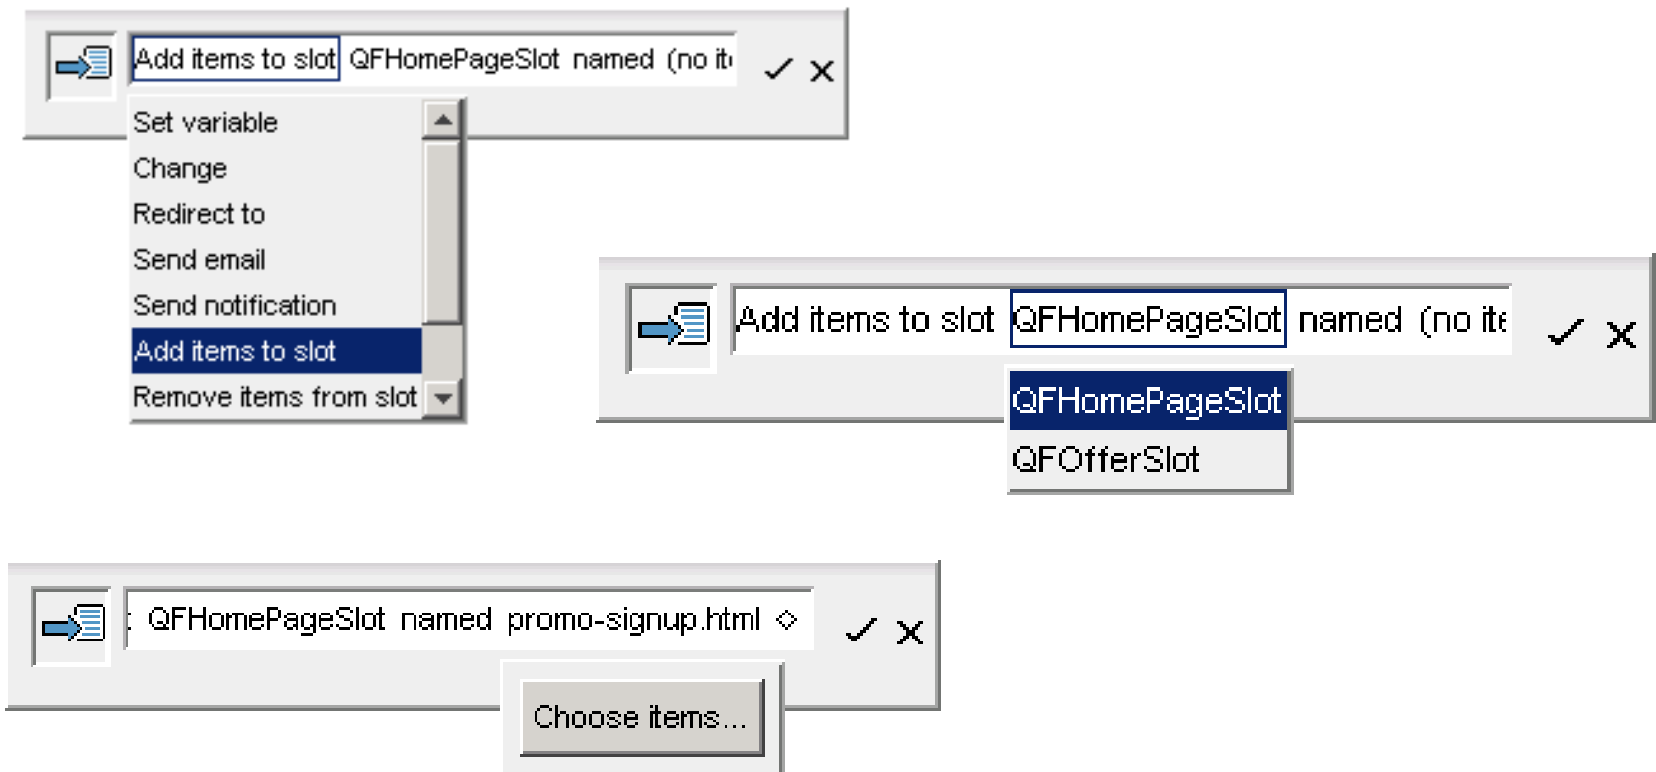 Add items to slot QFHomePageSlot named (no ite
Set variable
Change
Redirect to
Send email
Send notification
Add items to slot
Remove items from slot
Add items to slot QFHomePageSlot named (no ite
QFHomePageSlot
QFOfferSlot
: QFHomePageSlot named promo-signup.html
Choose items...